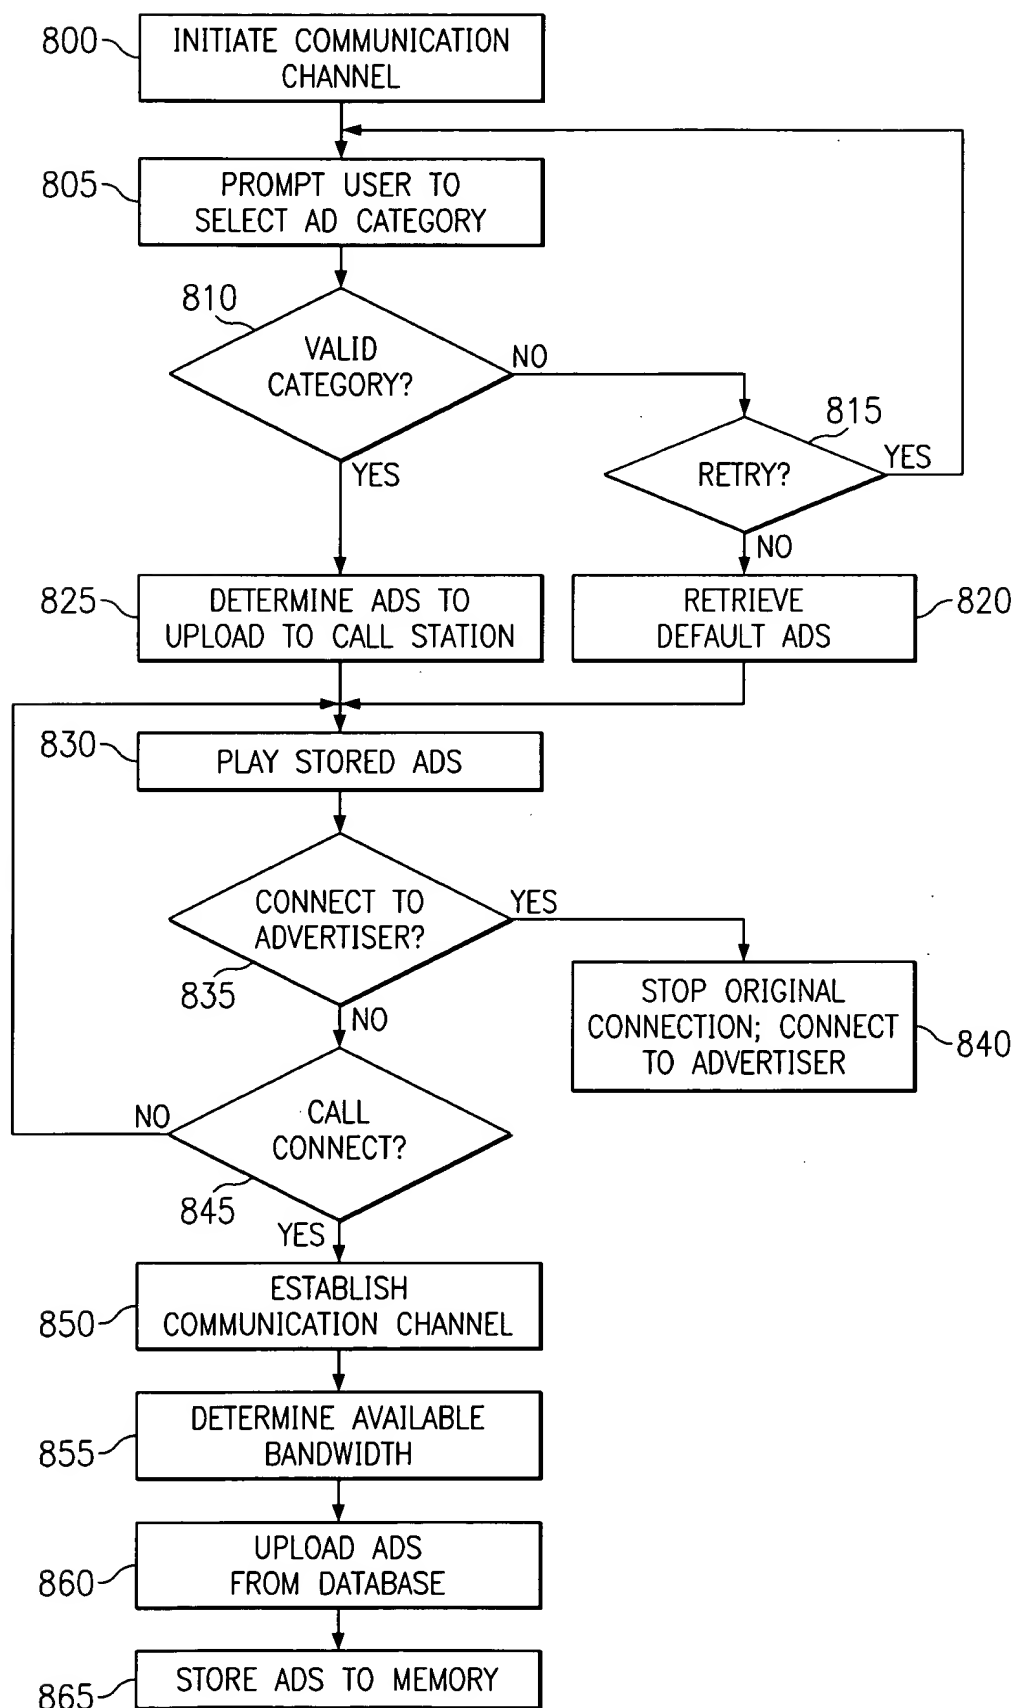 800
INITIATE COMMUNICATION
CHANNEL
805
PROMPT USER TO
SELECT AD CATEGORY
810
VALID
CATEGORY?
NO
815
YES
RETRY?
YES
NO
825
DETERMINE ADS TO
UPLOAD TO CALL STATION
RETRIEVE
DEFAULT ADS
820
830
PLAY STORED ADS
CONNECT TO
ADVERTISER?
YES
835
NO
STOP ORIGINAL
CONNECTION; CONNECT
TO ADVERTISER
840
CALL
CONNECT?
NO
845
YES
850
ESTABLISH
COMMUNICATION CHANNEL
855
DETERMINE AVAILABLE
BANDWIDTH
860
UPLOAD ADS
FROM DATABASE
865
STORE ADS TO MEMORY